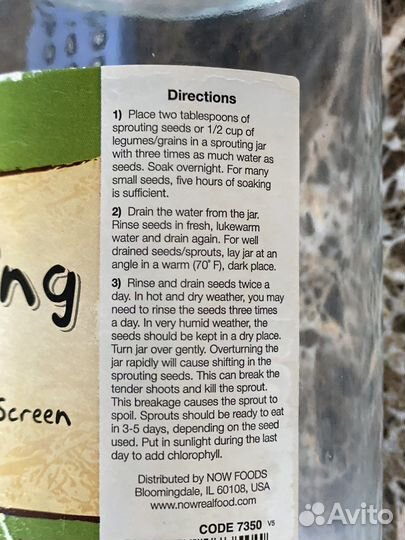 Directions
1) Place two tablespoons of
sprouting seeds or 1/2 cup of
legumes/grains in a sprouting jar
with three times as much water as
seeds. Soak overnight. For many
small seeds, five hours of soaking
is sufficient.
2) Drain the water from the jar.
Rinse seeds in fresh, lukewarm
water and drain again. For well
drained seeds/sprouts, lay jar at an
angle in a warm (70°F), dark place.
3) Rinse and drain seeds twice a
day. In hot and dry weather, you may
need to rinse the seeds three times
a day. In very humid weather, the
seeds should be kept in a dry place.
Turn jar over gently. Overturning the
jar rapidly will cause shifting in the
sprouting seeds. This can break the
tender shoots and kill the sprout.
This breakage causes the sprout to
spoil. Sprouts should be ready to eat
in 3-5 days, depending on the seed
used. Put in sunlight during the last
day to add chlorophyll.
Distributed by NOW FOODS
Bloomingdale, IL 60108, USA
www.nowrealfood.com
CODE 7350 V5
ng
Screen
Avito